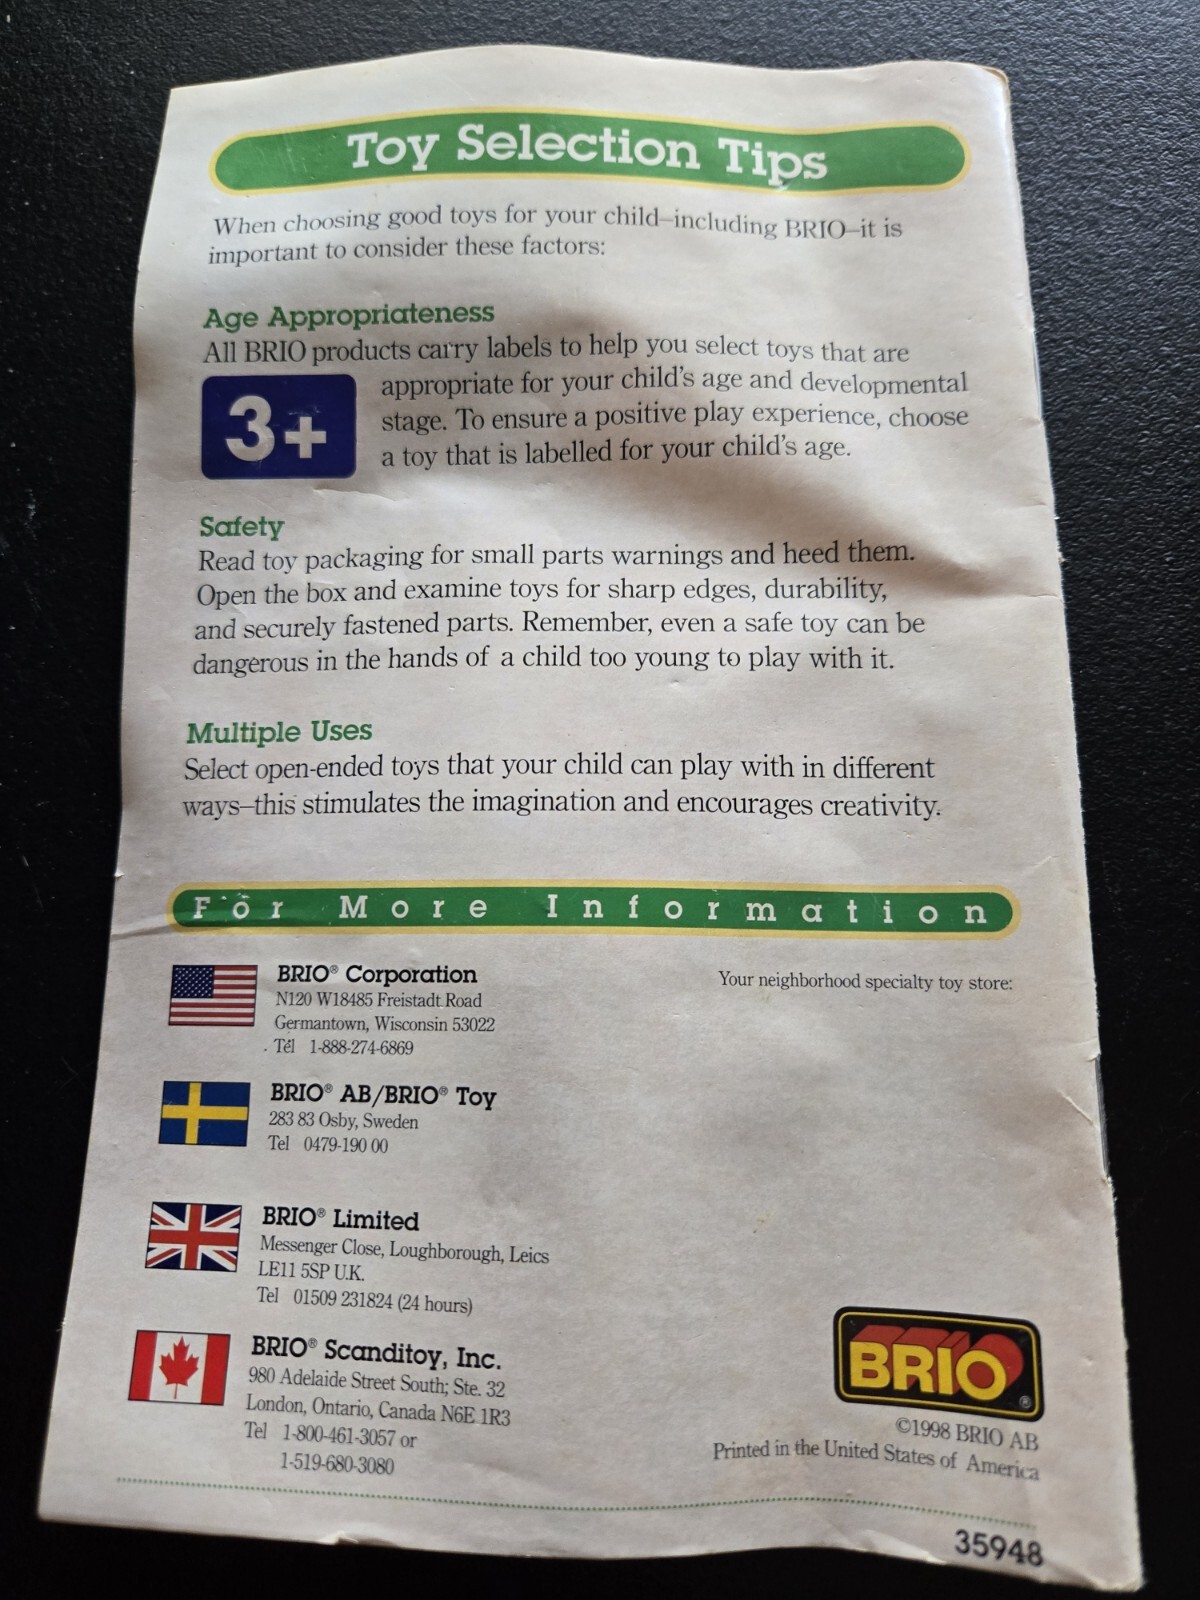 Toy Selection Tips
When choosing good toys for your child–including BRIO–it is
important to consider these factors:
Age Appropriateness
All BRIO products carry labels to help you select toys that are
appropriate for your child's age and developmental
stage. To ensure a positive play experience, choose
a toy that is labelled for your child's age.
3+
Safety
Read toy packaging for small parts warnings and heed them.
Open the box and examine toys for sharp edges, durability,
and securely fastened parts. Remember, even a safe toy can be
dangerous in the hands of a child too young to play with it.
Multiple Uses
Select open-ended toys that your child can play with in different
ways–this stimulates the imagination and encourages creativity.
For More Information
BRIO® Corporation
N120 W18485 Freistadt Road
Germantown, Wisconsin 53022
Tel 1-888-274-6869
BRIO® AB/BRIO® Toy
283 83 Osby, Sweden
Tel 0479-190 00
BRIO® Limited
Messenger Close, Loughborough, Leics
LE11 5SP U.K.
Tel 01509 231824 (24 hours)
BRIO® Scanditoy, Inc.
980 Adelaide Street South; Ste. 32
London, Ontario, Canada N6E 1R3
Tel 1-800-461-3057 or
1-519-680-3080
Your neighborhood specialty toy store:
BRIO®
©1998 BRIO AB
Printed in the United States of America
35948